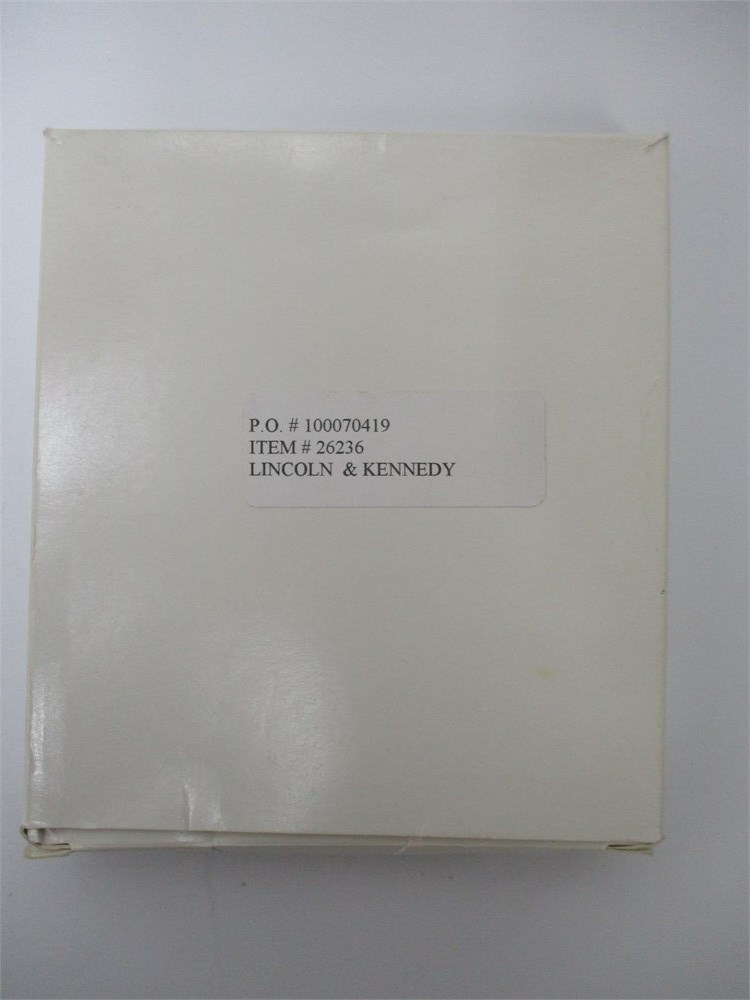 P.O. # 100070419
ITEM # 26236
LINCOLN & KENNEDY